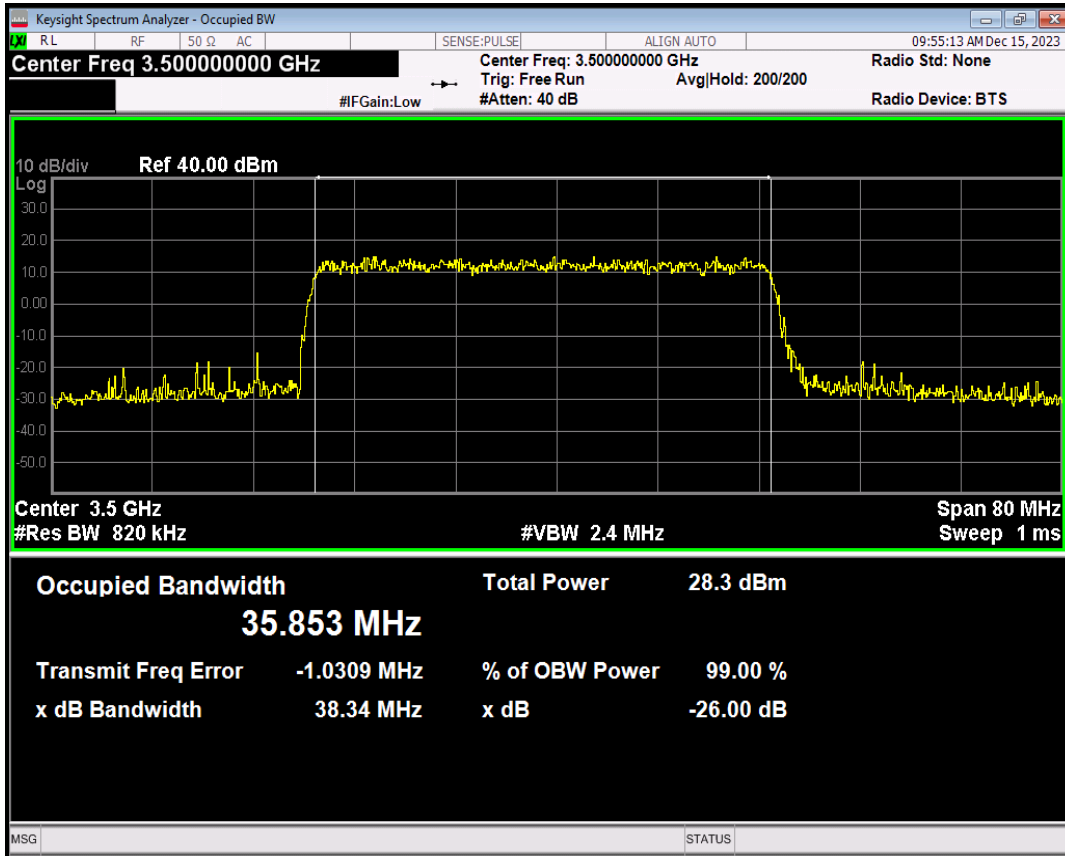 Keysight Spectrum Analyzer - Occupied BW
LXI RL RF 50 Ω AC SENSE:PULSE ALIGN AUTO 09:55:13 AM Dec 15, 2023
Center Freq 3.500000000 GHz
Center Freq: 3.500000000 GHz Radio Std: None
Trig: Free Run Avg|Hold: 200/200
#IFGain:Low #Atten: 40 dB Radio Device: BTS
10 dB/div Ref 40.00 dBm
Log
30.0
20.0
10.0
0.00
-10.0
-20.0
-30.0
-40.0
-50.0
Center 3.5 GHz Span 80 MHz
#Res BW 820 kHz #VBW 2.4 MHz Sweep 1 ms
Occupied Bandwidth Total Power 28.3 dBm
35.853 MHz
Transmit Freq Error -1.0309 MHz % of OBW Power 99.00 %
x dB Bandwidth 38.34 MHz x dB -26.00 dB
MSG STATUS